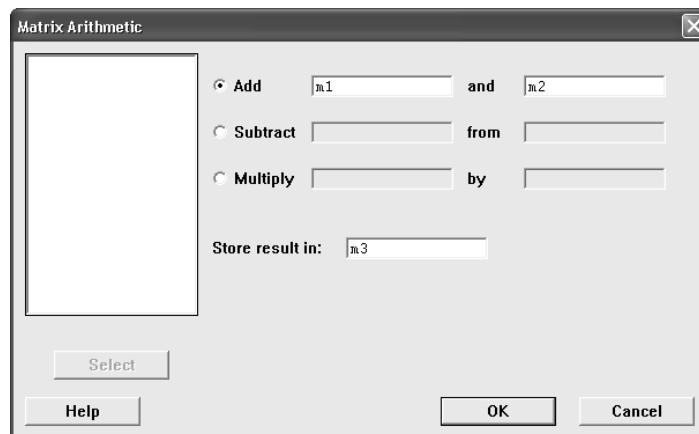 Matrix Arithmetic
Add m1 and m2
Subtract from
Multiply by
Store result in: m3
Select
Help OK Cancel